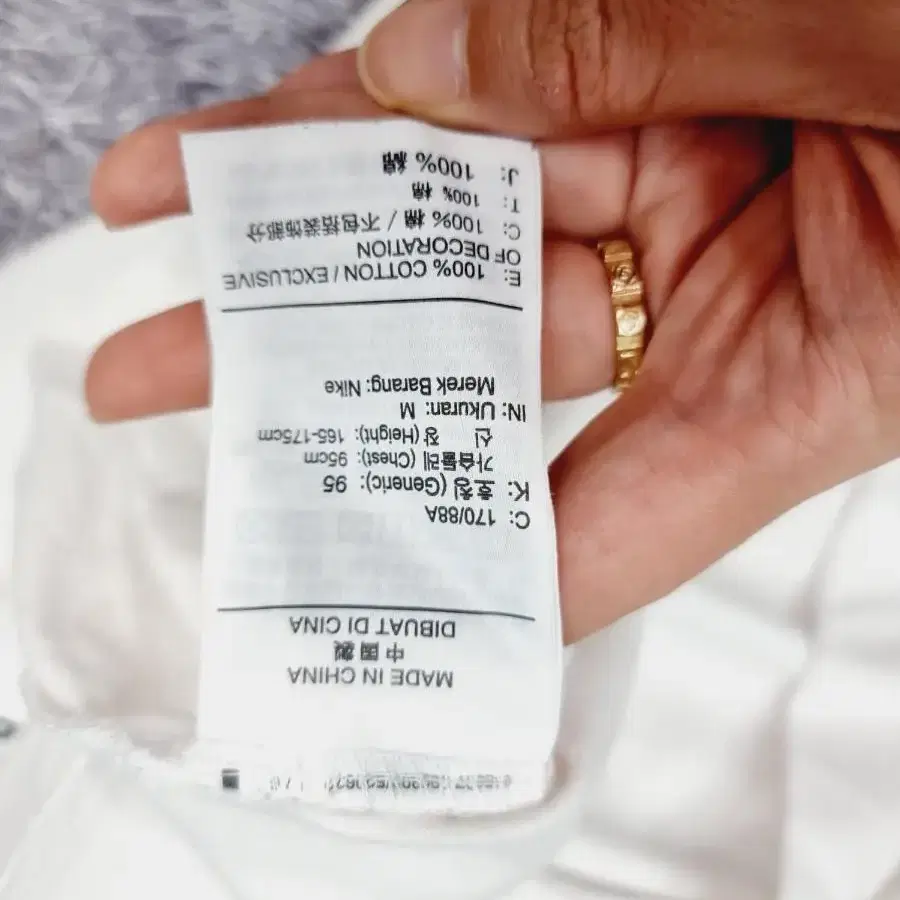 MADE IN CHINA
中國製
DIBUAT DI CINA
C: 170/88A
K: 호칭 (Generic): 95
가슴둘레 (Chest): 95cm
신 장 (Height): 165-175cm
IN: Ukuran: M
Merek Barang: Nike
E: 100% COTTON / EXCLUSIVE
OF DECORATION
C: 100% 棉 / 不包括装饰部分
T: 100% 棉
J: 100% 綿